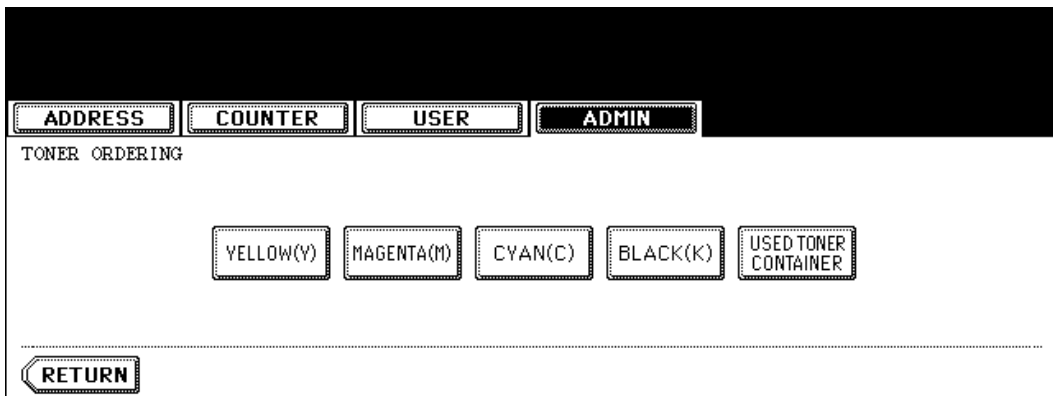 ADDRESS COUNTER USER ADMIN
TONER ORDERING
YELLOW(Y) MAGENTA(M) CYAN(C) BLACK(K) USED TONER
CONTAINER
RETURN